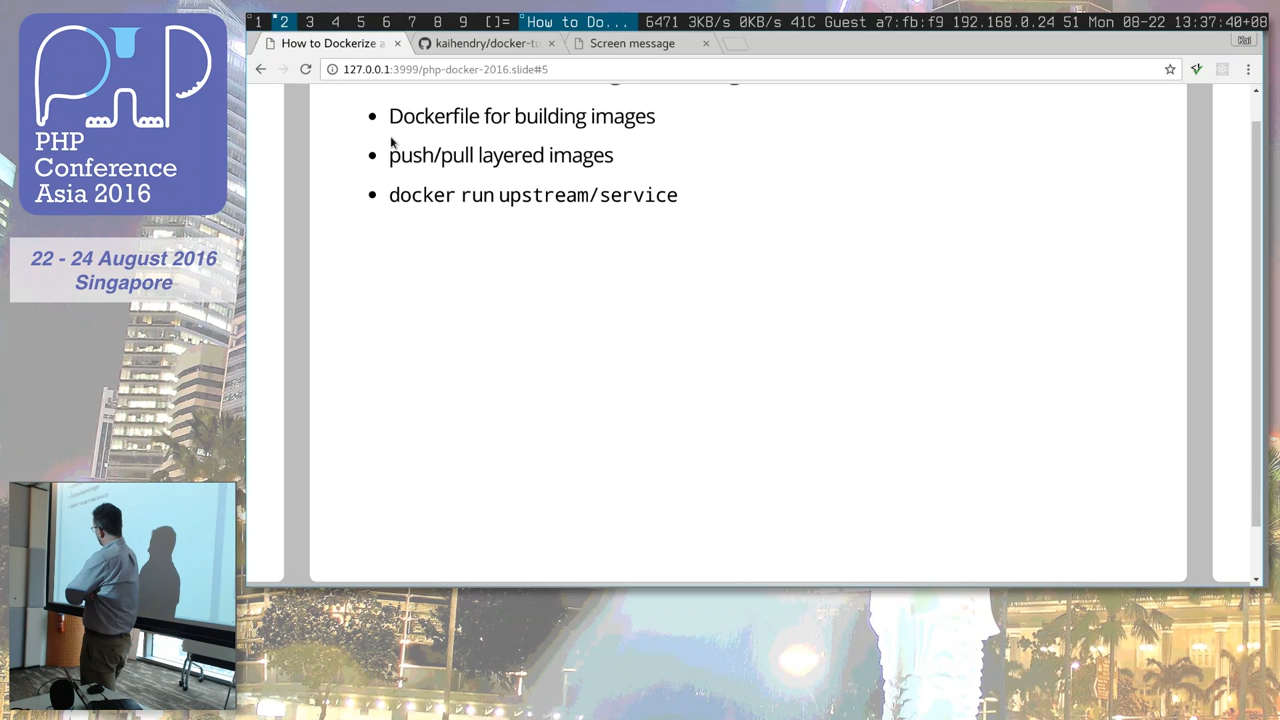 PHP
Conference
Asia 2016
22 - 24 August 2016
Singapore
1 2 3 4 5 6 7 8 9 []= How to Do... 6471 3KB/s 0KB/s 41C Guest a7:fb:f9 192.168.0.24 51 Mon 08-22 13:37:40+08
How to Dockerize a
kaihendry/docker-tu
Screen message
Kai
127.0.0.1:3999/php-docker-2016.slide#5
• Dockerfile for building images
• push/pull layered images
• docker run upstream/service